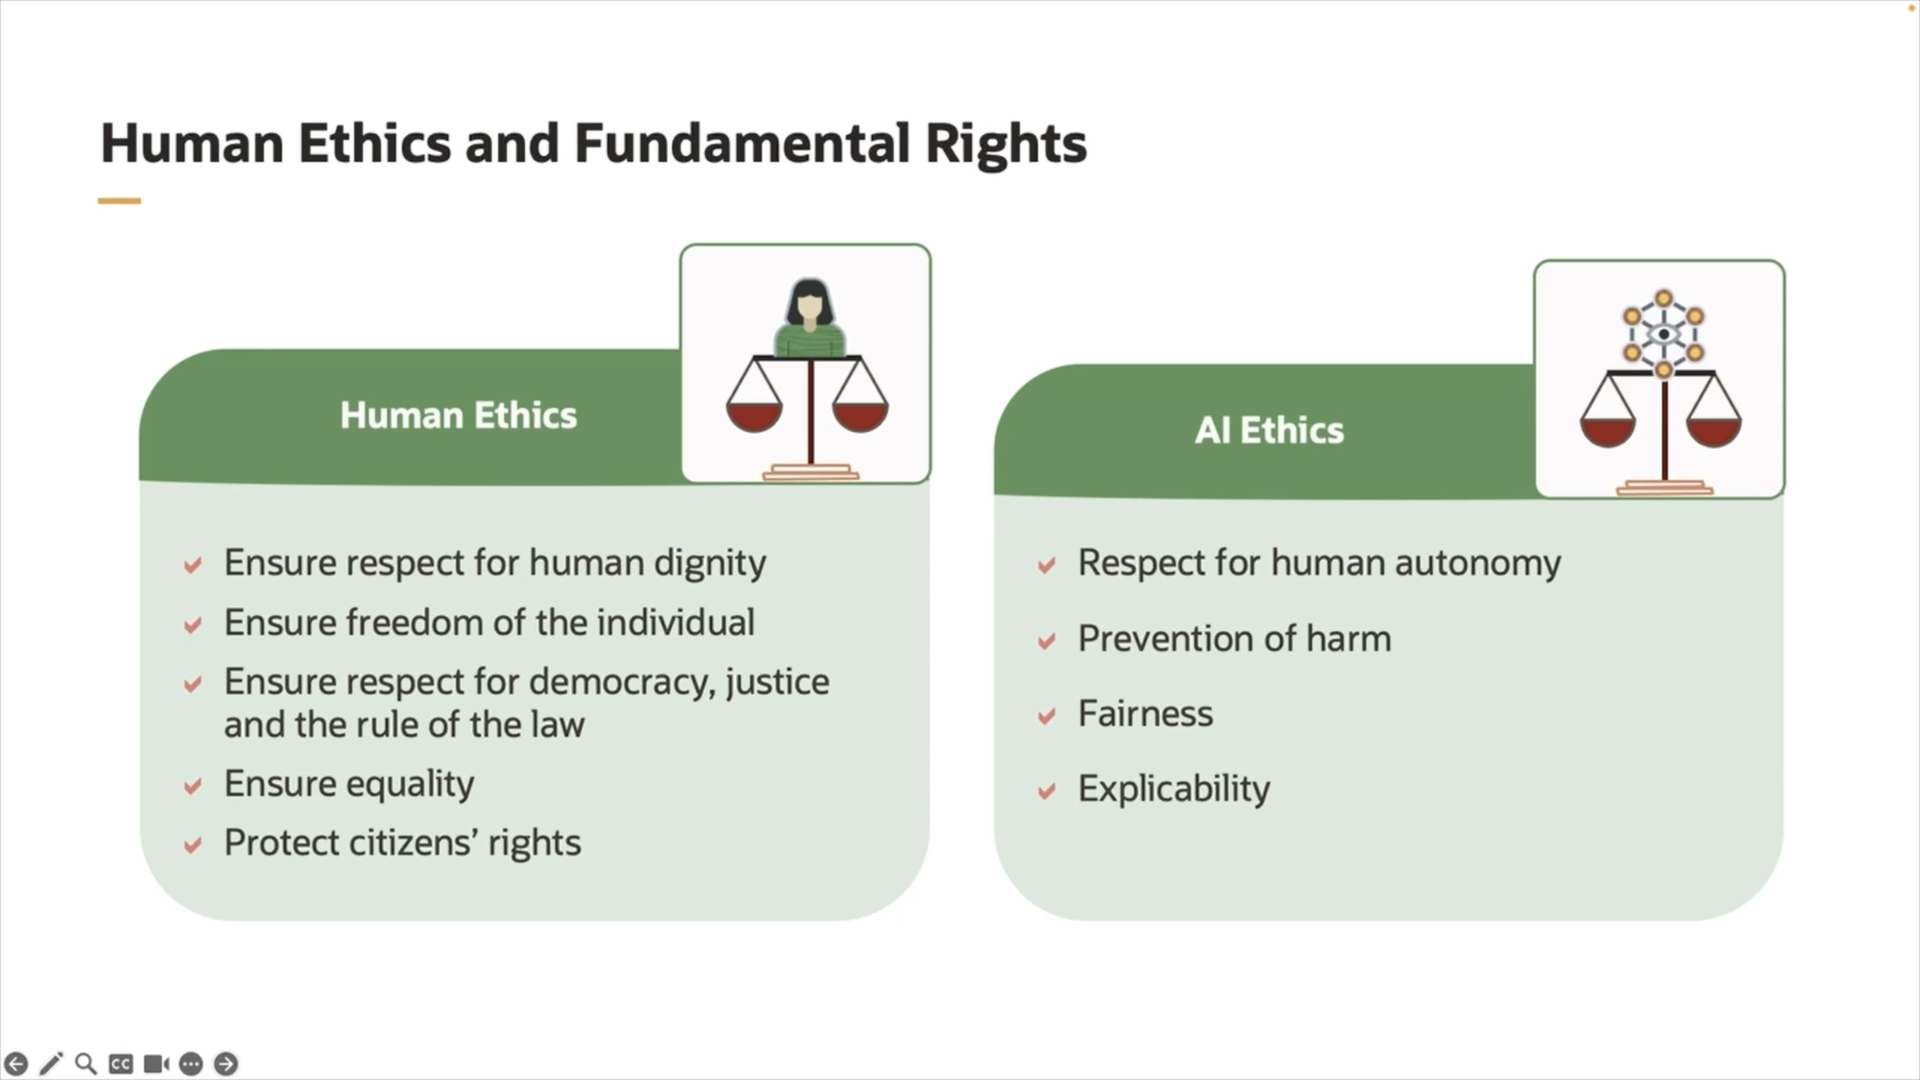 Human Ethics and Fundamental Rights
Human Ethics
Ensure respect for human dignity
Ensure freedom of the individual
Ensure respect for democracy, justice
and the rule of the law
Ensure equality
Protect citizens’ rights
AI Ethics
Respect for human autonomy
Prevention of harm
Fairness
Explicability
CC